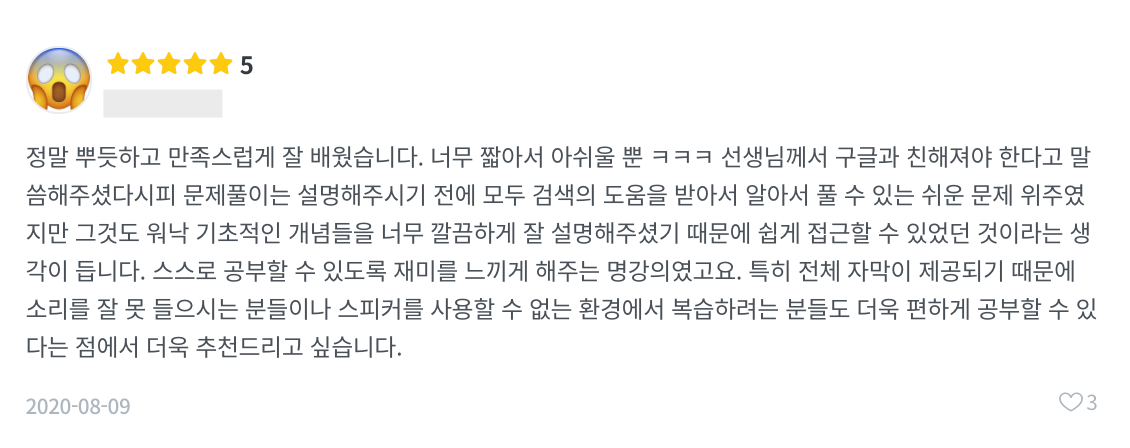 5
정말 뿌듯하고 만족스럽게 잘 배웠습니다. 너무 짧아서 아쉬울 뿐 ㅋㅋㅋ 선생님께서 구글과 친해져야 한다고 말
씀해주셨다시피 문제풀이는 설명해주시기 전에 모두 검색의 도움을 받아서 알아서 풀 수 있는 쉬운 문제 위주였
지만 그것도 워낙 기초적인 개념들을 너무 깔끔하게 잘 설명해주셨기 때문에 쉽게 접근할 수 있었던 것이라는 생
각이 듭니다. 스스로 공부할 수 있도록 재미를 느끼게 해주는 명강의였고요. 특히 전체 자막이 제공되기 때문에
소리를 잘 못 들으시는 분들이나 스피커를 사용할 수 없는 환경에서 복습하려는 분들도 더욱 편하게 공부할 수 있
다는 점에서 더욱 추천드리고 싶습니다.
2020-08-09
3